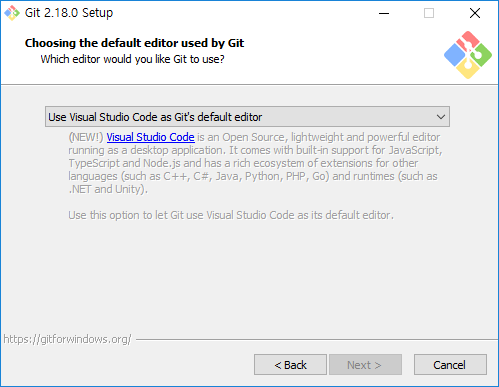 Git 2.18.0 Setup
Choosing the default editor used by Git
Which editor would you like Git to use?
Use Visual Studio Code as Git's default editor
(NEW!) Visual Studio Code is an Open Source, lightweight and powerful editor
running as a desktop application. It comes with built-in support for JavaScript,
TypeScript and Node.js and has a rich ecosystem of extensions for other
languages (such as C++, C#, Java, Python, PHP, Go) and runtimes (such as
.NET and Unity).
Use this option to let Git use Visual Studio Code as its default editor.
https://gitforwindows.org/
< Back
Next >
Cancel